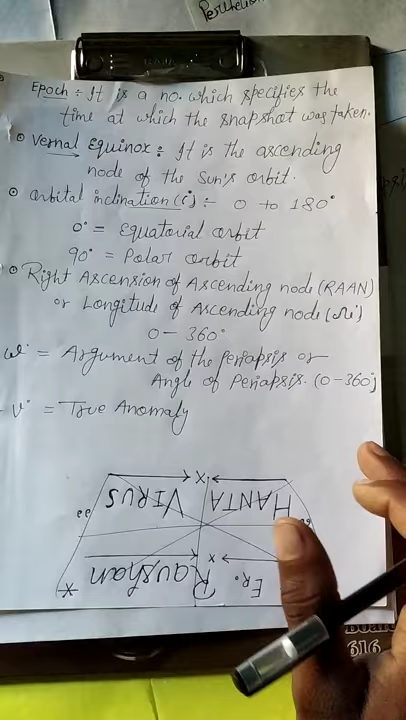 Perihelion
Epoch : It is a no. which specifies the
time at which the snapshot was taken.
Vernal Equinox : It is the ascending
node of the Sun's orbit.
Orbital inclination (i) :- 0 to 180°
0° = Equatorial orbit
90° = Polar orbit
Right Ascension of Ascending node (RAAN)
or Longitude of Ascending node (Ω)
0 - 360°
ω° = Argument of the periapsis or
Angle of Periapsis. (0-360°)
ν° = True Anomaly
Er. Raushan
HANTA VIRUS
616